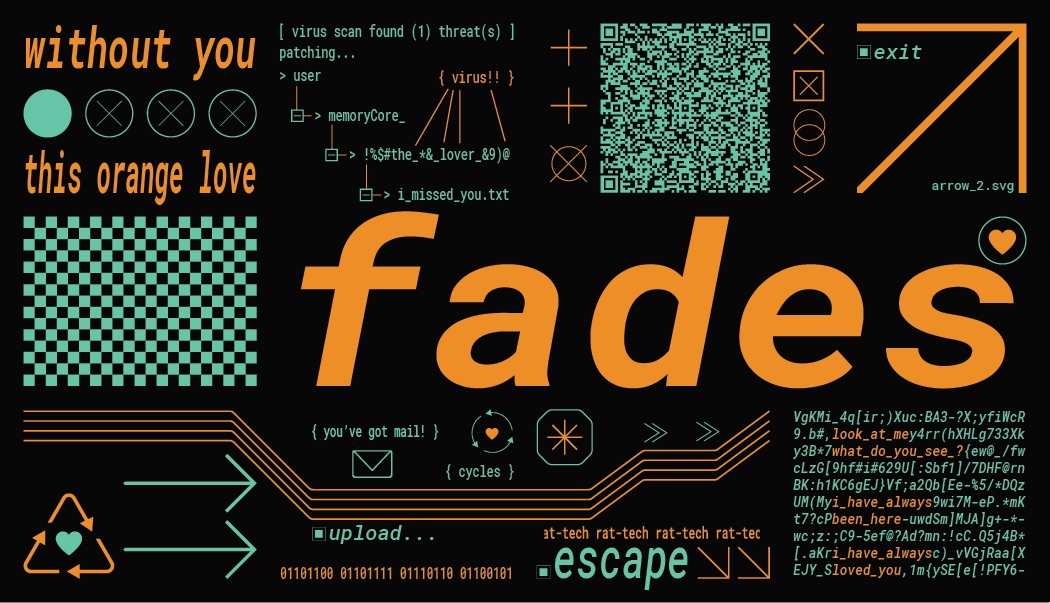 without you
this orange love
[ virus scan found (1) threat(s) ]
patching...
> user
{ virus!! }
> memoryCore_
> !%$#the_*&_lover_&9)@
> i_missed_you.txt
exit
arrow_2.svg
fades
{ you've got mail! }
{ cycles }
upload...
01101100 01101111 01110110 01100101
at-tech rat-tech rat-tech rat-tec
escape
VgKMi_4q[ir;)Xuc:BA3-?X;yfiWcR
9.b#,look_at_mey4rr(hXHLg733Xk
y3B*7what_do_you_see_?{ew@_/fw
cLzG[9hf#i#629U[:Sbf1]/7DHF@rn
BK:h1KC6gEJ}Vf;a2Qb[Ee-%5/*DQz
UM(Myi_have_always9wi7M-eP.*mK
t7?cPbeen_here-uwdSm]MJA]g+-*-
wc;z:;C9-5ef@?Ad?mn:!cC.Q5j4B*
[.aKri_have_alwaysc)_vVGjRaa[X
EJY_Sloved_you,1m{ySE[e[!PFY6-